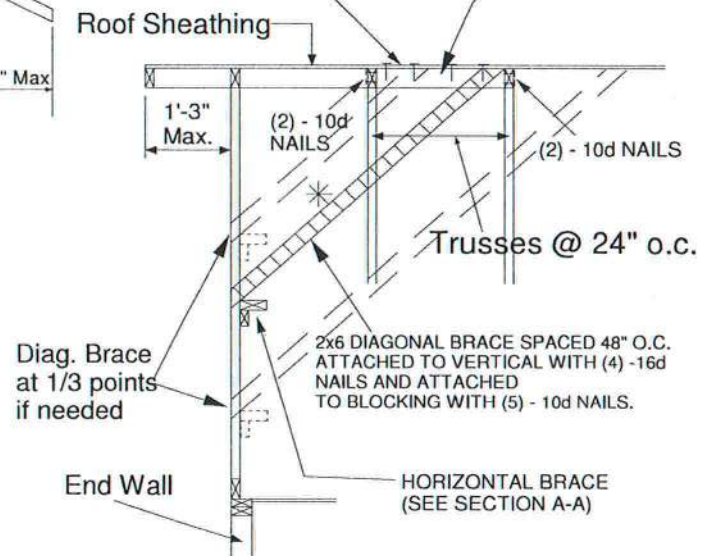 Roof Sheathing
" Max
1'-3"
Max.
(2) - 10d
NAILS
(2) - 10d NAILS
Trusses @ 24" o.c.
2x6 DIAGONAL BRACE SPACED 48" O.C.
ATTACHED TO VERTICAL WITH (4) -16d
NAILS AND ATTACHED
TO BLOCKING WITH (5) - 10d NAILS.
Diag. Brace
at 1/3 points
if needed
End Wall
HORIZONTAL BRACE
(SEE SECTION A-A)